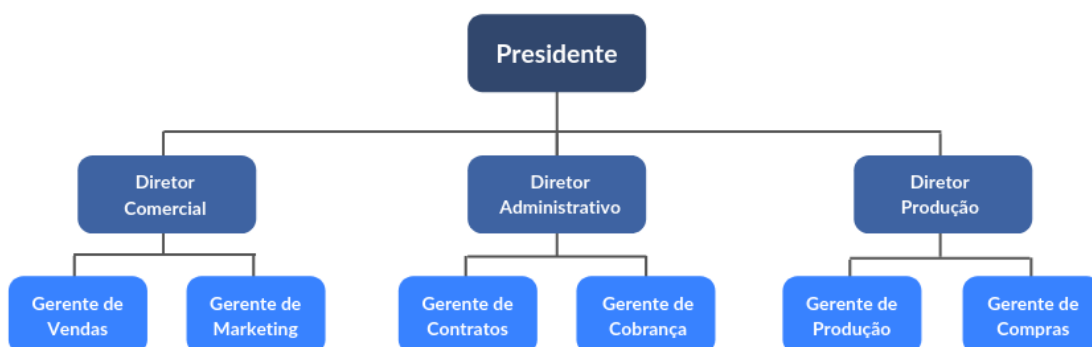 Presidente
Diretor
Comercial
Diretor
Administrativo
Diretor
Produção
Gerente de
Vendas
Gerente de
Marketing
Gerente de
Contratos
Gerente de
Cobrança
Gerente de
Produção
Gerente de
Compras